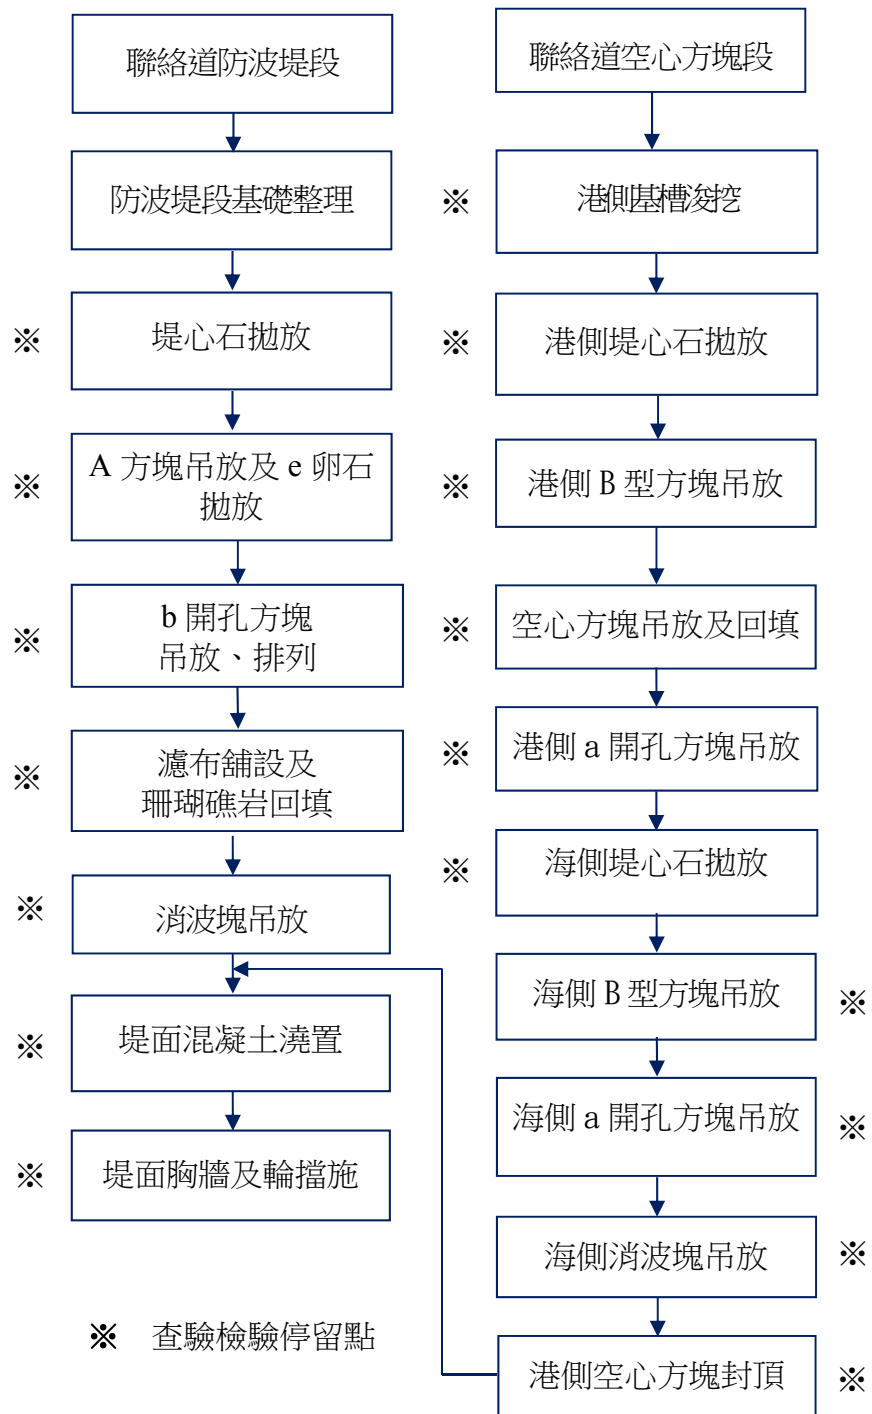 聯絡道防波堤段
防波堤段基礎整理
※ 堤心石拋放
※ A 方塊吊放及 e 卵石
拋放
※ b 開孔方塊
吊放、排列
※ 濾布舖設及
珊瑚礁岩回填
※ 消波塊吊放
※ 堤面混凝土澆置
※ 堤面胸牆及輪擋施
※ 查驗檢驗停留點
聯絡道空心方塊段
※ 港側基槽浚挖
※ 港側堤心石拋放
※ 港側 B 型方塊吊放
※ 空心方塊吊放及回填
※ 港側 a 開孔方塊吊放
※ 海側堤心石拋放
海側 B 型方塊吊放 ※
海側 a 開孔方塊吊放 ※
海側消波塊吊放 ※
港側空心方塊封頂 ※